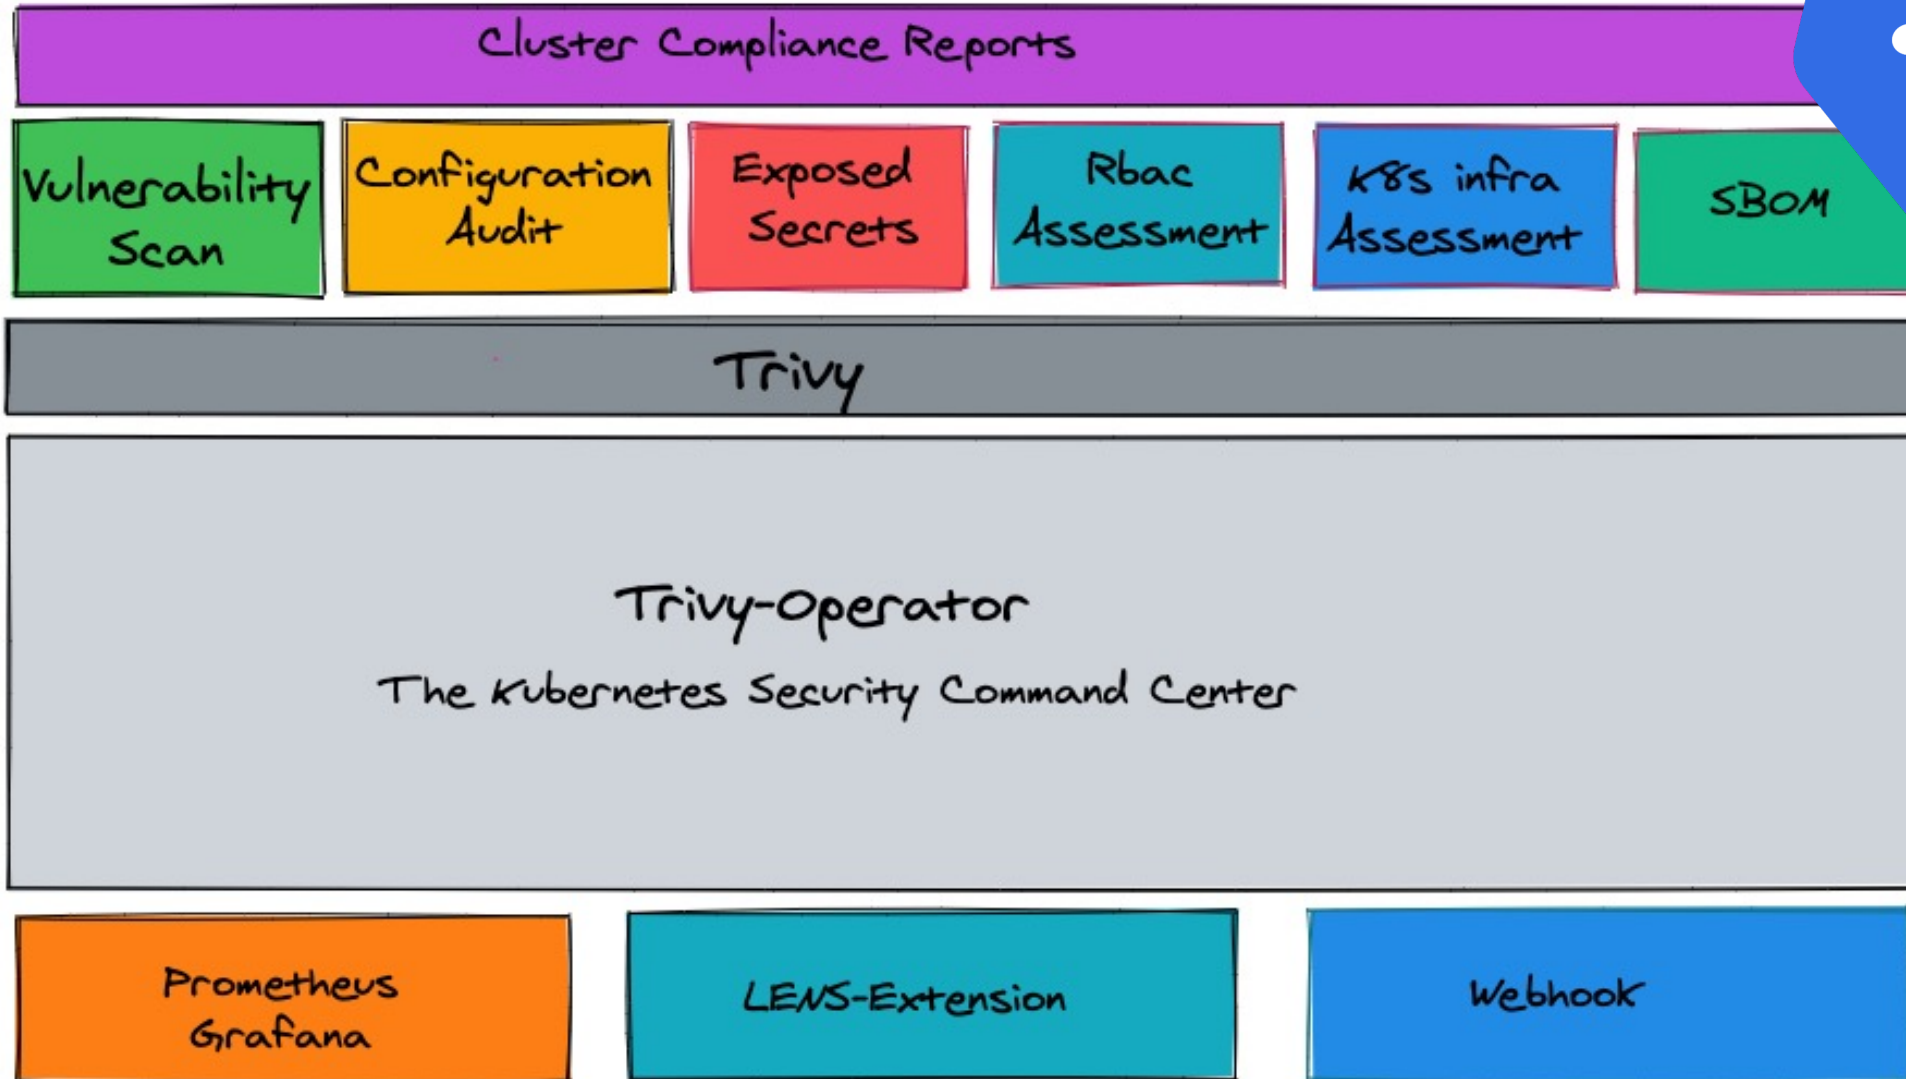 Cluster Compliance Reports
Vulnerability
Scan
Configuration
Audit
Exposed
Secrets
Rbac
Assessment
K8s infra
Assessment
SBOM
Trivy
Trivy-Operator
The Kubernetes Security Command Center
Prometheus
Grafana
LENS-Extension
Webhook